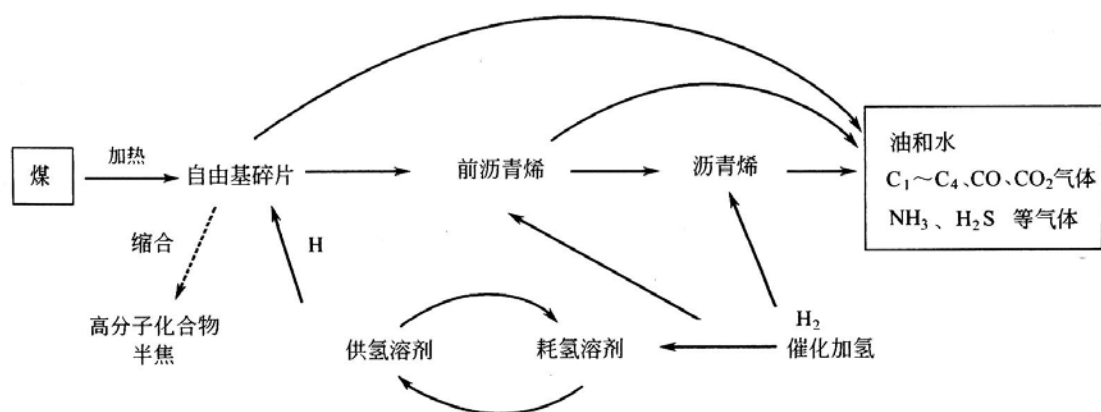 加热
煤
自由基碎片
前沥青烯
沥青烯
油和水
C₁～C₄、CO、CO₂气体
NH₃、H₂S 等气体
缩合
H
高分子化合物
半焦
供氢溶剂
耗氢溶剂
H₂
催化加氢